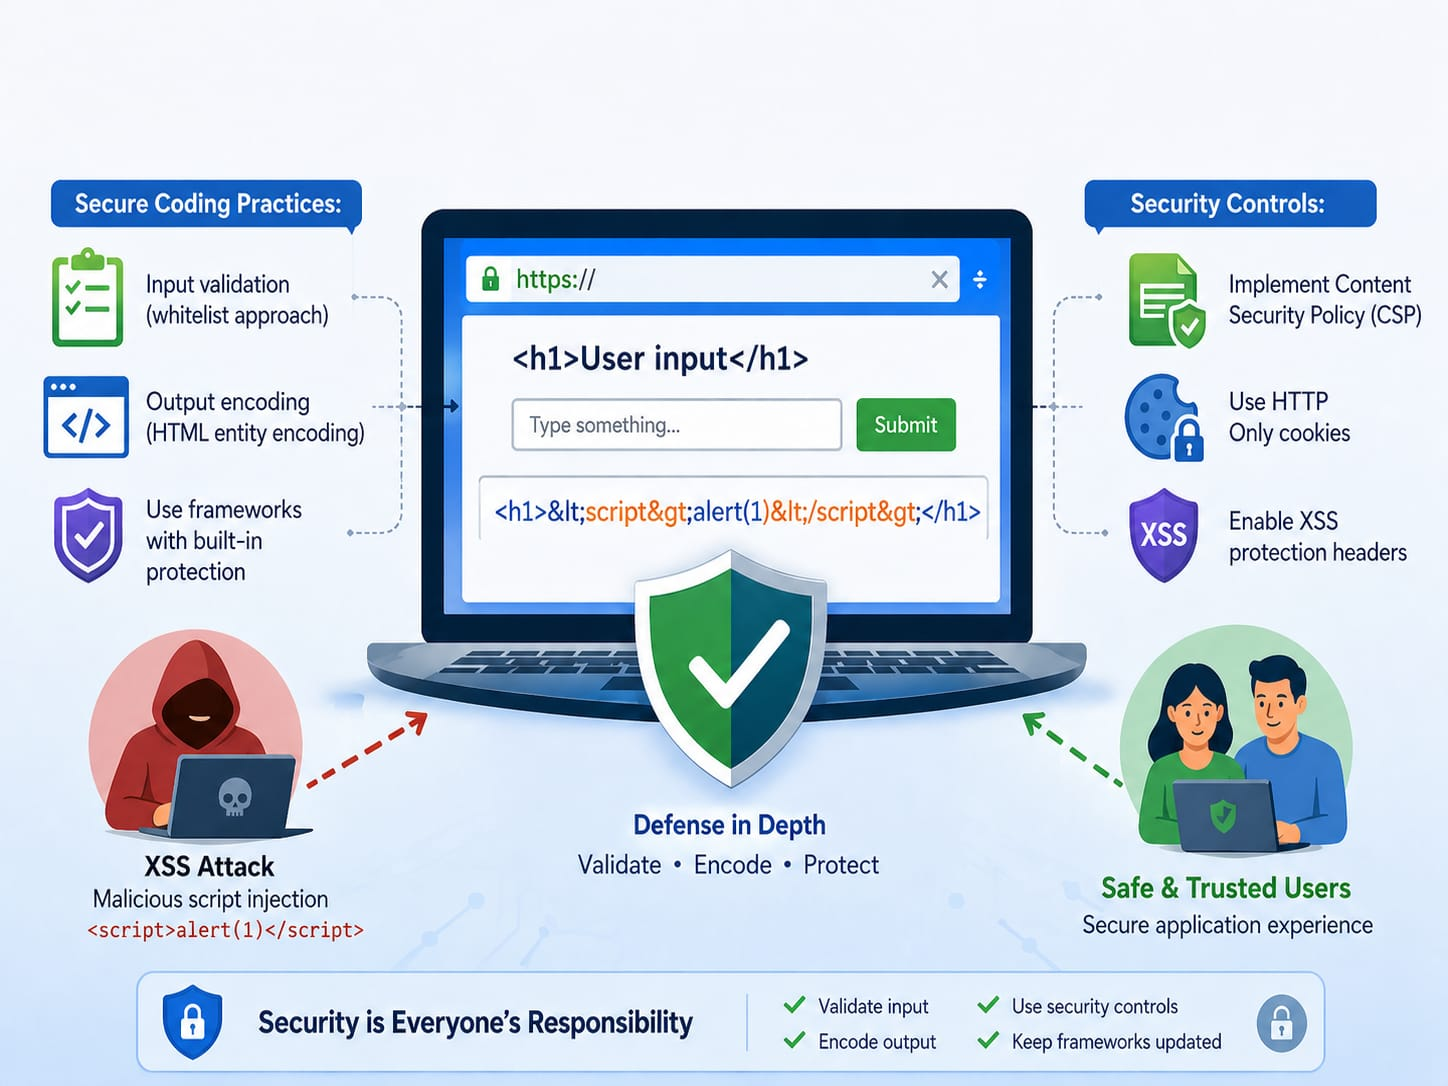 Secure Coding Practices:
Input validation
(whitelist approach)
Output encoding
(HTML entity encoding)
Use frameworks
with built-in
protection
https://
<h1>User input</h1>
Type something...
Submit
<h1>&lt;script&gt;alert(1)&lt;/script&gt;</h1>
Security Controls:
Implement Content
Security Policy (CSP)
Use HTTP
Only cookies
XSS
Enable XSS
protection headers
XSS Attack
Malicious script injection
<script>alert(1)</script>
Defense in Depth
Validate • Encode • Protect
Safe & Trusted Users
Secure application experience
Security is Everyone's Responsibility
Validate input
Encode output
Use security controls
Keep frameworks updated